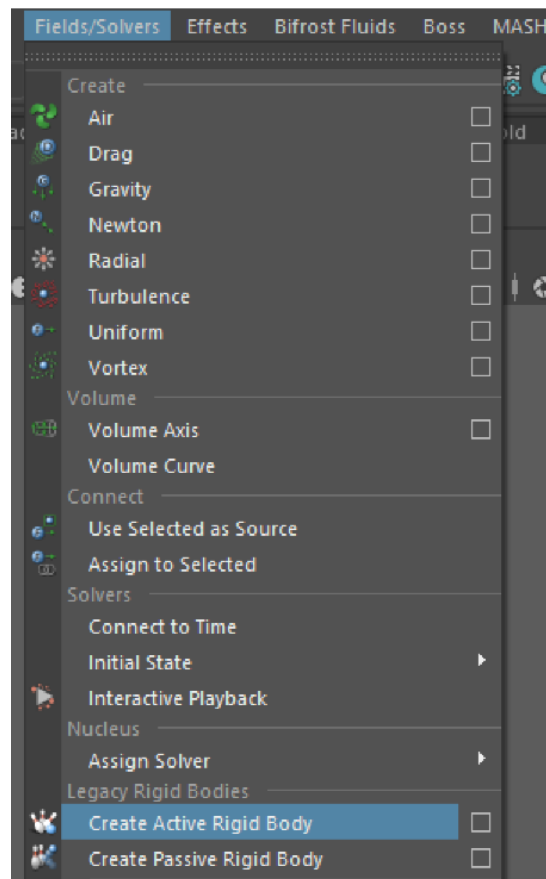 Fields/Solvers Effects Bifrost Fluids Boss MASH
Create
Air
Drag
Gravity
Newton
Radial
Turbulence
Uniform
Vortex
Volume
Volume Axis
Volume Curve
Connect
Use Selected as Source
Assign to Selected
Solvers
Connect to Time
Initial State
Interactive Playback
Nucleus
Assign Solver
Legacy Rigid Bodies
Create Active Rigid Body
Create Passive Rigid Body